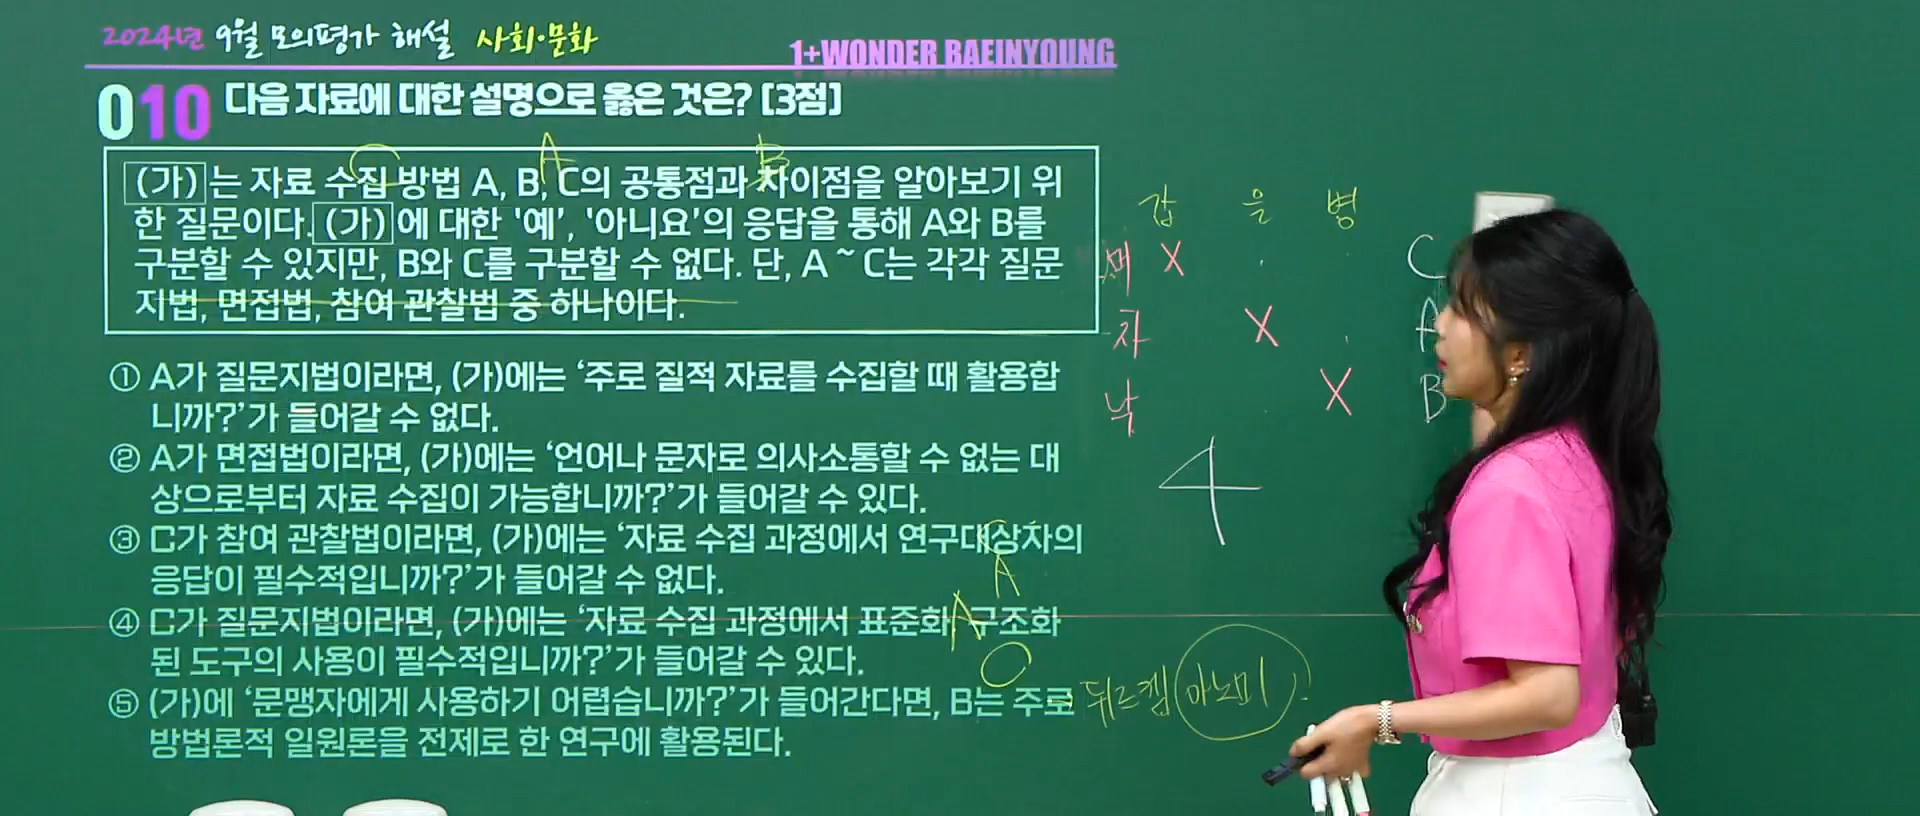 2024년 9월 모의평가 해설 사회·문화
1+WONDER BAEINYOUNG
010 다음 자료에 대한 설명으로 옳은 것은? [3점]
C A B
(가)는 자료 수집 방법 A, B, C의 공통점과 차이점을 알아보기 위
한 질문이다. (가)에 대한 '예', '아니요'의 응답을 통해 A와 B를
구분할 수 있지만, B와 C를 구분할 수 없다. 단, A ~ C는 각각 질문
지법, 면접법, 참여 관찰법 중 하나이다.
① A가 질문지법이라면, (가)에는 '주로 질적 자료를 수집할 때 활용합
니까?'가 들어갈 수 없다.
② A가 면접법이라면, (가)에는 '언어나 문자로 의사소통할 수 없는 대
상으로부터 자료 수집이 가능합니까?'가 들어갈 수 있다.
③ C가 참여 관찰법이라면, (가)에는 '자료 수집 과정에서 연구대상자의
응답이 필수적입니까?'가 들어갈 수 없다.
④ C가 질문지법이라면, (가)에는 '자료 수집 과정에서 표준화·구조화
된 도구의 사용이 필수적입니까?'가 들어갈 수 있다.
⑤ (가)에 '문맹자에게 사용하기 어렵습니까?'가 들어간다면, B는 주로
방법론적 일원론을 전제로 한 연구에 활용된다.
A
A
갑 을 병
X C
자 X A
낙 X B
4
뒤르켐 아노미!!